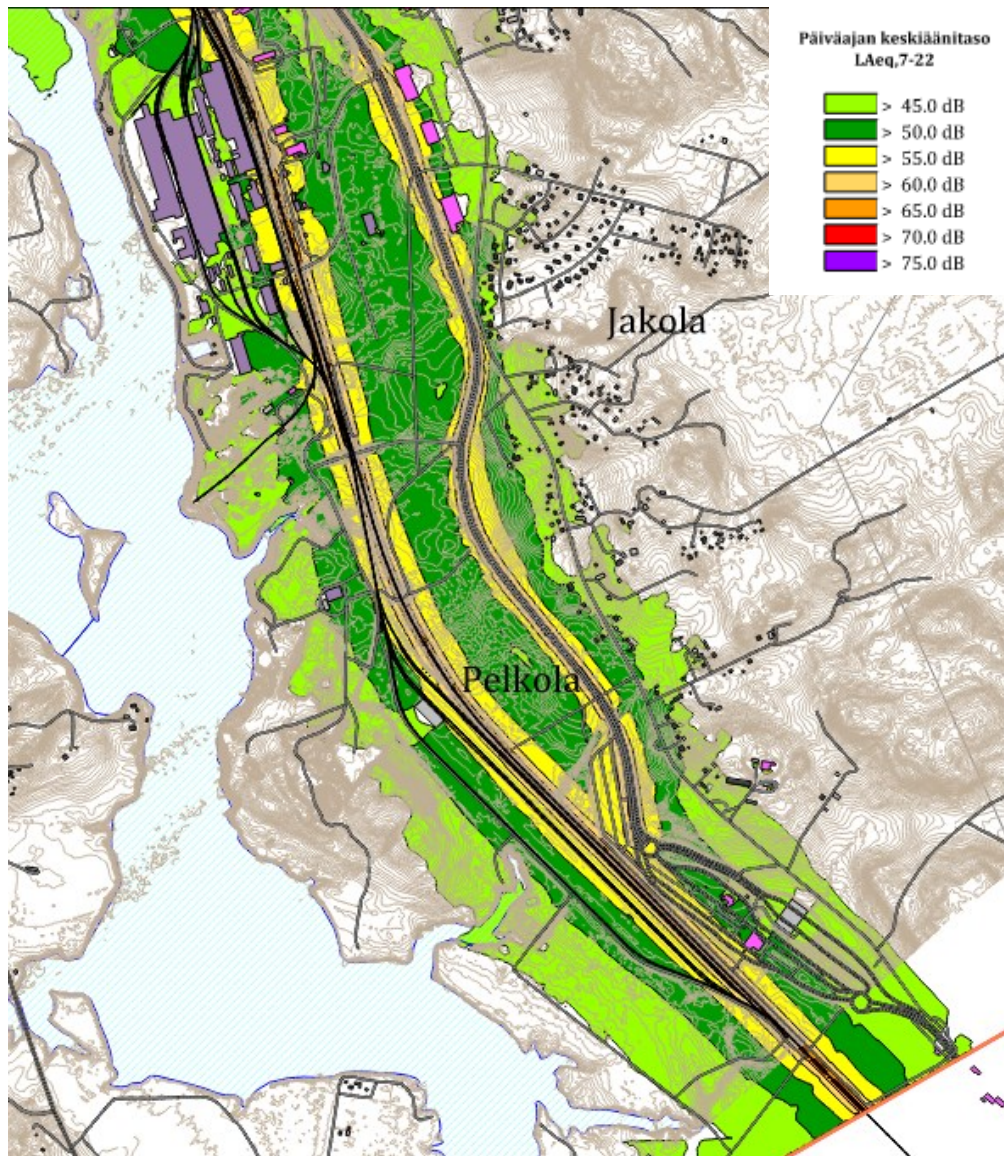 Päiväajan keskiäänitaso
LAeq,7-22
> 45.0 dB
> 50.0 dB
> 55.0 dB
> 60.0 dB
> 65.0 dB
> 70.0 dB
> 75.0 dB
Jakola
Pelkola